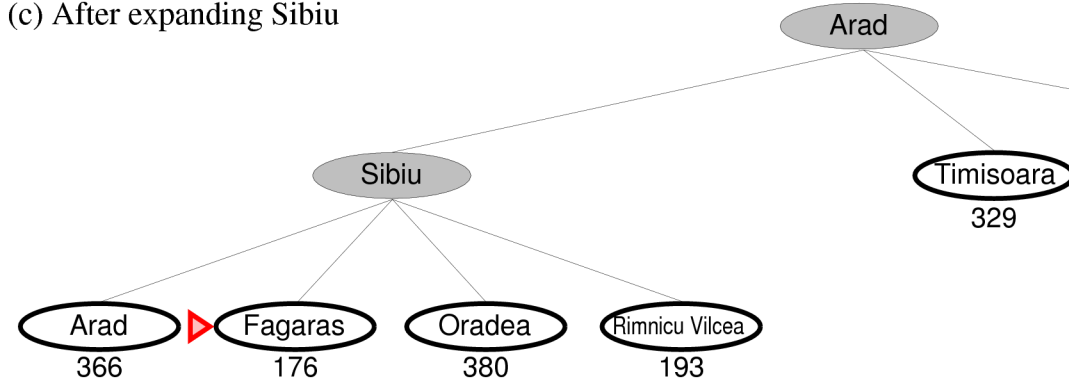 (c) After expanding Sibiu
Arad
Sibiu
Timisoara
329
Arad
Fagaras
Oradea
Rimnicu Vilcea
366
176
380
193